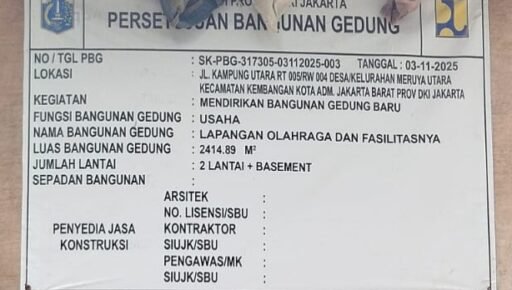 JAKARTA
PERSETUJUAN BANGUNAN GEDUNG
NO / TGL PBG : SK-PBG-317305-03112025-003 TANGGAL : 03-11-2025
LOKASI : JL. KAMPUNG UTARA RT 005/RW 004 DESA/KELURAHAN MERUYA UTARA
KECAMATAN KEMBANGAN KOTA ADM. JAKARTA BARAT PROV DKI JAKARTA
KEGIATAN : MENDIRIKAN BANGUNAN GEDUNG BARU
FUNGSI BANGUNAN GEDUNG : USAHA
NAMA BANGUNAN GEDUNG : LAPANGAN OLAHRAGA DAN FASILITASNYA
LUAS BANGUNAN GEDUNG : 2414.89 M²
JUMLAH LANTAI : 2 LANTAI + BASEMENT
SEPADAN BANGUNAN :
PENYEDIA JASA KONSTRUKSI
ARSITEK :
NO. LISENSI/SBU :
KONTRAKTOR :
SIUJK/SBU :
PENGAWAS/MK :
SIUJK/SBU :